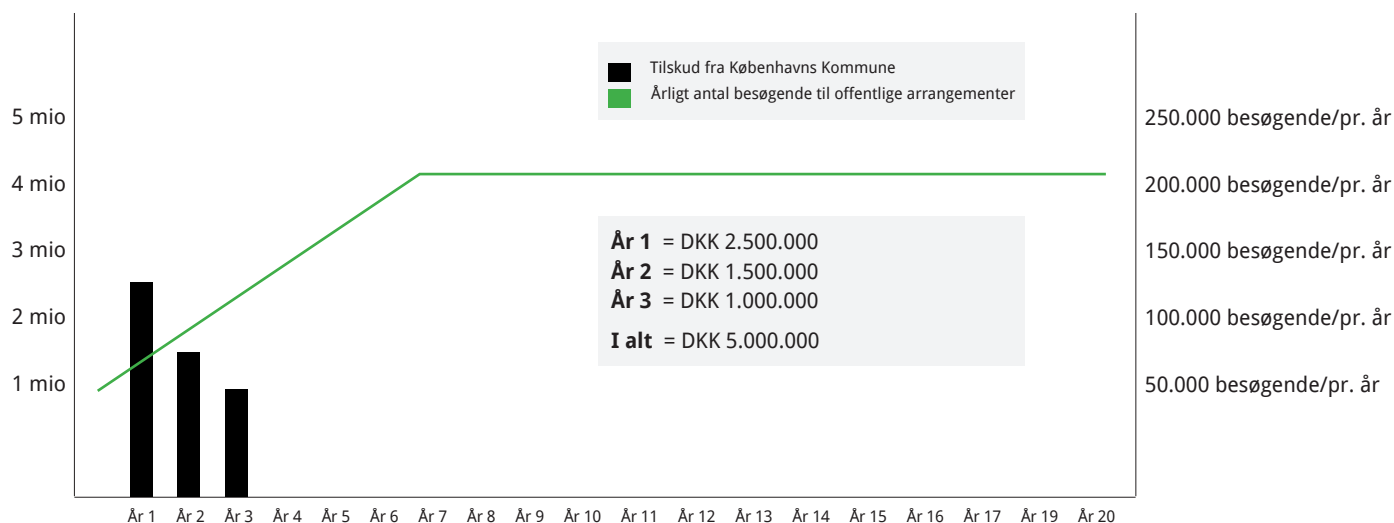 Tilskud fra Københavns Kommune
Årligt antal besøgende til offentlige arrangementer
5 mio
4 mio
3 mio
2 mio
1 mio
250.000 besøgende/pr. år
200.000 besøgende/pr. år
150.000 besøgende/pr. år
100.000 besøgende/pr. år
50.000 besøgende/pr. år
År 1 = DKK 2.500.000
År 2 = DKK 1.500.000
År 3 = DKK 1.000.000
I alt = DKK 5.000.000
År 1 År 2 År 3 År 4 År 5 År 6 År 7 År 8 År 9 År 10 År 11 År 12 År 13 År 14 År 15 År 16 År 17 År 19 År 20